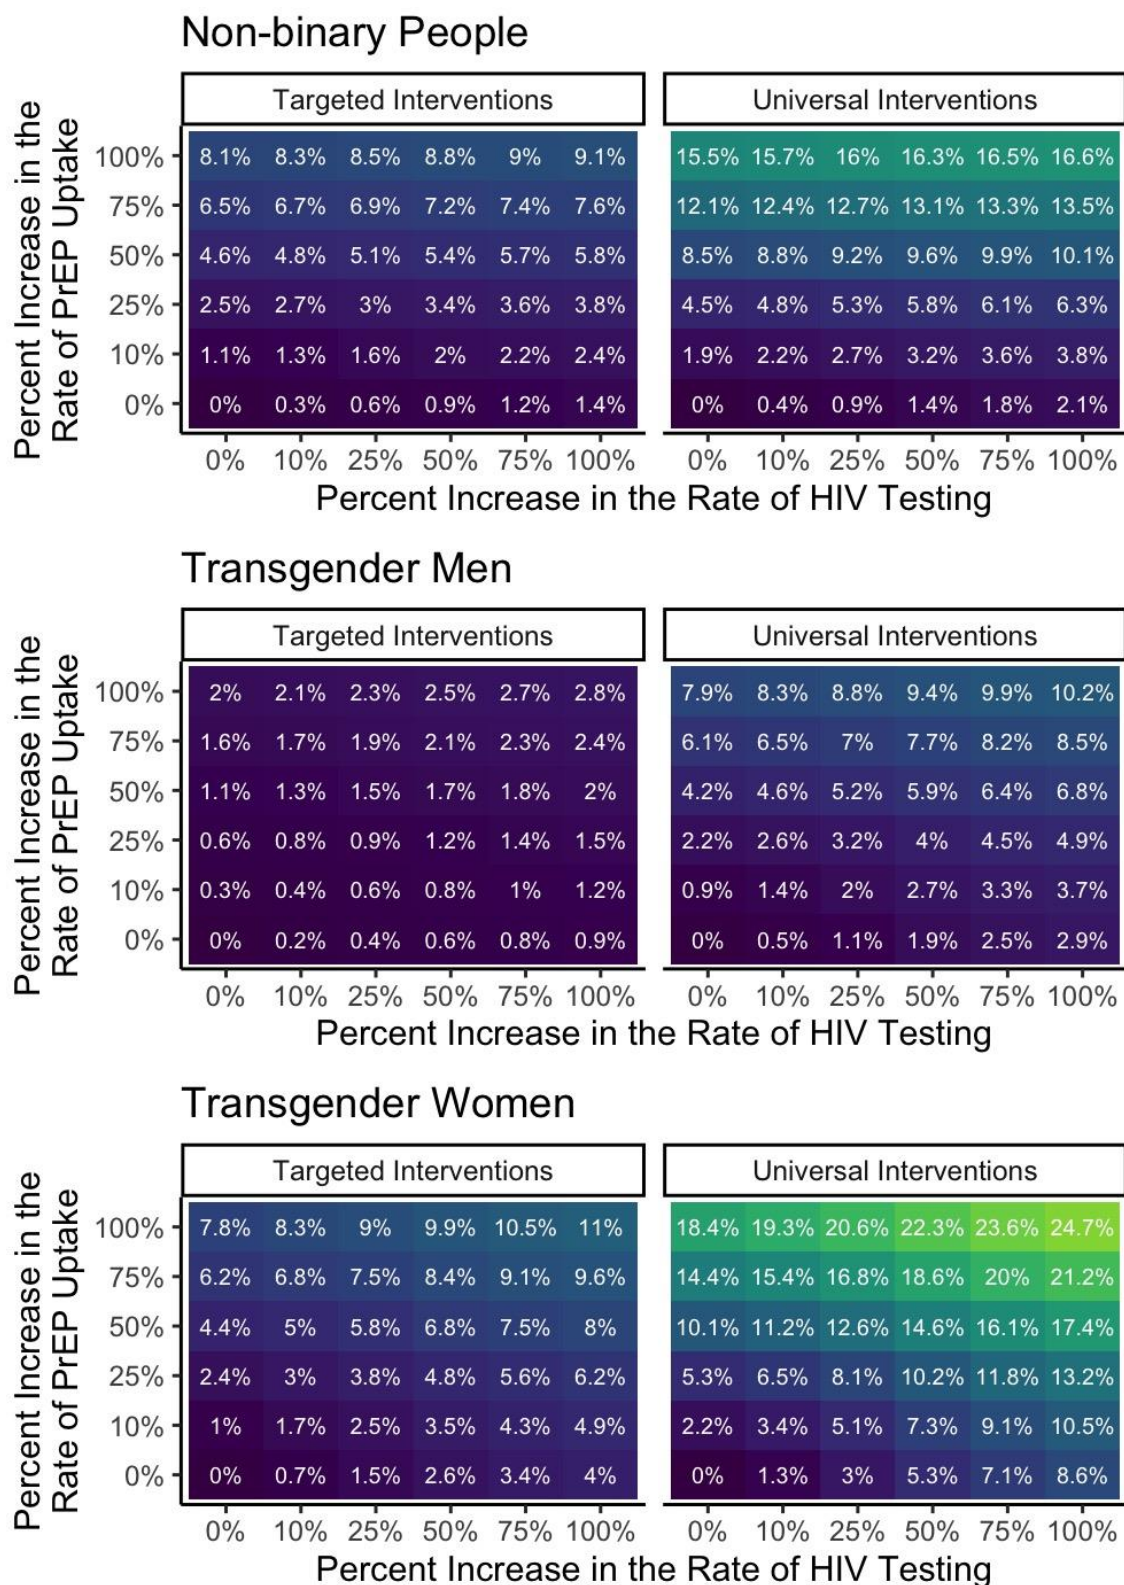 Non-binary People
Targeted Interventions Universal Interventions
Percent Increase in the
Rate of PrEP Uptake
100% 8.1% 8.3% 8.5% 8.8% 9% 9.1% 15.5% 15.7% 16% 16.3% 16.5% 16.6%
75% 6.5% 6.7% 6.9% 7.2% 7.4% 7.6% 12.1% 12.4% 12.7% 13.1% 13.3% 13.5%
50% 4.6% 4.8% 5.1% 5.4% 5.7% 5.8% 8.5% 8.8% 9.2% 9.6% 9.9% 10.1%
25% 2.5% 2.7% 3% 3.4% 3.6% 3.8% 4.5% 4.8% 5.3% 5.8% 6.1% 6.3%
10% 1.1% 1.3% 1.6% 2% 2.2% 2.4% 1.9% 2.2% 2.7% 3.2% 3.6% 3.8%
0% 0% 0.3% 0.6% 0.9% 1.2% 1.4% 0% 0.4% 0.9% 1.4% 1.8% 2.1%
0% 10% 25% 50% 75% 100% 0% 10% 25% 50% 75% 100%
Percent Increase in the Rate of HIV Testing
Transgender Men
Targeted Interventions Universal Interventions
Percent Increase in the
Rate of PrEP Uptake
100% 2% 2.1% 2.3% 2.5% 2.7% 2.8% 7.9% 8.3% 8.8% 9.4% 9.9% 10.2%
75% 1.6% 1.7% 1.9% 2.1% 2.3% 2.4% 6.1% 6.5% 7% 7.7% 8.2% 8.5%
50% 1.1% 1.3% 1.5% 1.7% 1.8% 2% 4.2% 4.6% 5.2% 5.9% 6.4% 6.8%
25% 0.6% 0.8% 0.9% 1.2% 1.4% 1.5% 2.2% 2.6% 3.2% 4% 4.5% 4.9%
10% 0.3% 0.4% 0.6% 0.8% 1% 1.2% 0.9% 1.4% 2% 2.7% 3.3% 3.7%
0% 0% 0.2% 0.4% 0.6% 0.8% 0.9% 0% 0.5% 1.1% 1.9% 2.5% 2.9%
0% 10% 25% 50% 75% 100% 0% 10% 25% 50% 75% 100%
Percent Increase in the Rate of HIV Testing
Transgender Women
Targeted Interventions Universal Interventions
Percent Increase in the
Rate of PrEP Uptake
100% 7.8% 8.3% 9% 9.9% 10.5% 11% 18.4% 19.3% 20.6% 22.3% 23.6% 24.7%
75% 6.2% 6.8% 7.5% 8.4% 9.1% 9.6% 14.4% 15.4% 16.8% 18.6% 20% 21.2%
50% 4.4% 5% 5.8% 6.8% 7.5% 8% 10.1% 11.2% 12.6% 14.6% 16.1% 17.4%
25% 2.4% 3% 3.8% 4.8% 5.6% 6.2% 5.3% 6.5% 8.1% 10.2% 11.8% 13.2%
10% 1% 1.7% 2.5% 3.5% 4.3% 4.9% 2.2% 3.4% 5.1% 7.3% 9.1% 10.5%
0% 0% 0.7% 1.5% 2.6% 3.4% 4% 0% 1.3% 3% 5.3% 7.1% 8.6%
0% 10% 25% 50% 75% 100% 0% 10% 25% 50% 75% 100%
Percent Increase in the Rate of HIV Testing